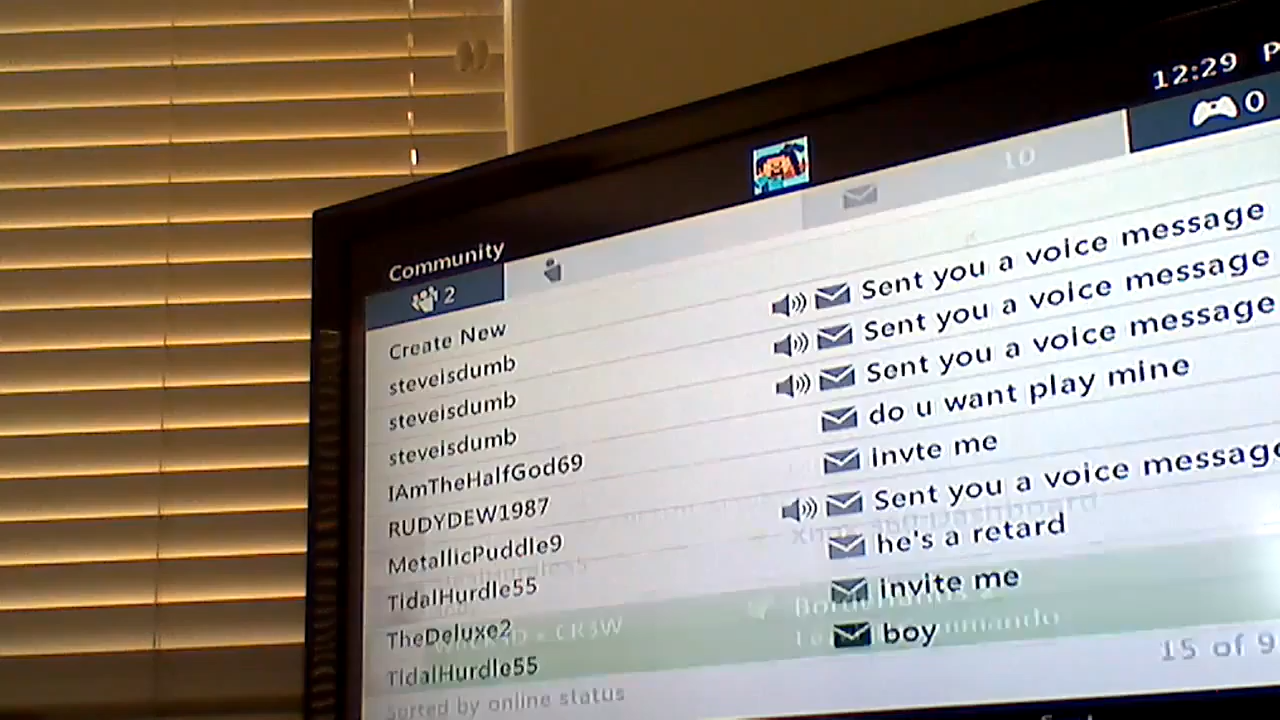 12:29 P
0
10
Community
2
Create New
steveisdumb Sent you a voice message
steveisdumb Sent you a voice message
steveisdumb Sent you a voice message
IAmTheHalfGod69 do u want play mine
RUDYDEW1987 invte me
MetallicPuddle9 Sent you a voice message
TidalHurdle55 he's a retard
TheDeluxe2 invite me
TidalHurdle55 boy
Sorted by online status
15 of 9